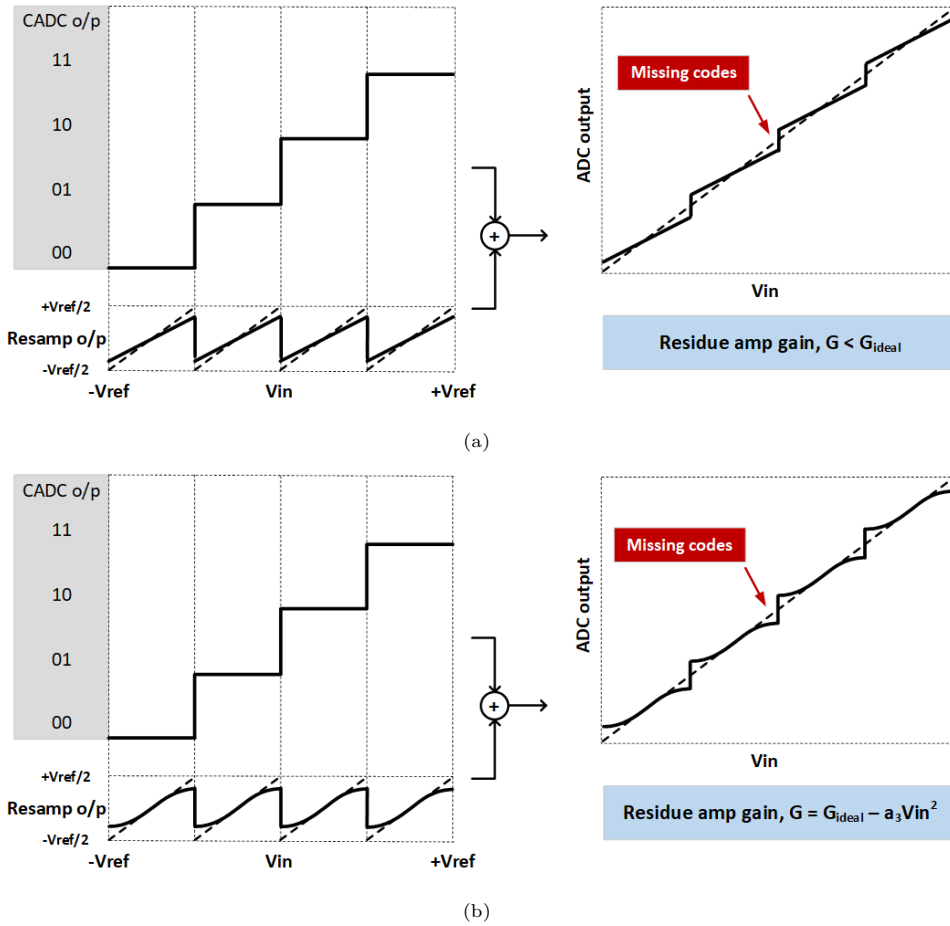 CADC o/p
11
10
01
00
+Vref/2
Resamp o/p
-Vref/2
-Vref
Vin
+Vref
+
ADC output
Missing codes
Vin
Residue amp gain, G < Gideal
(a)
CADC o/p
11
10
01
00
+Vref/2
Resamp o/p
-Vref/2
-Vref
Vin
+Vref
+
ADC output
Missing codes
Vin
Residue amp gain, G = Gideal – a3Vin²
(b)